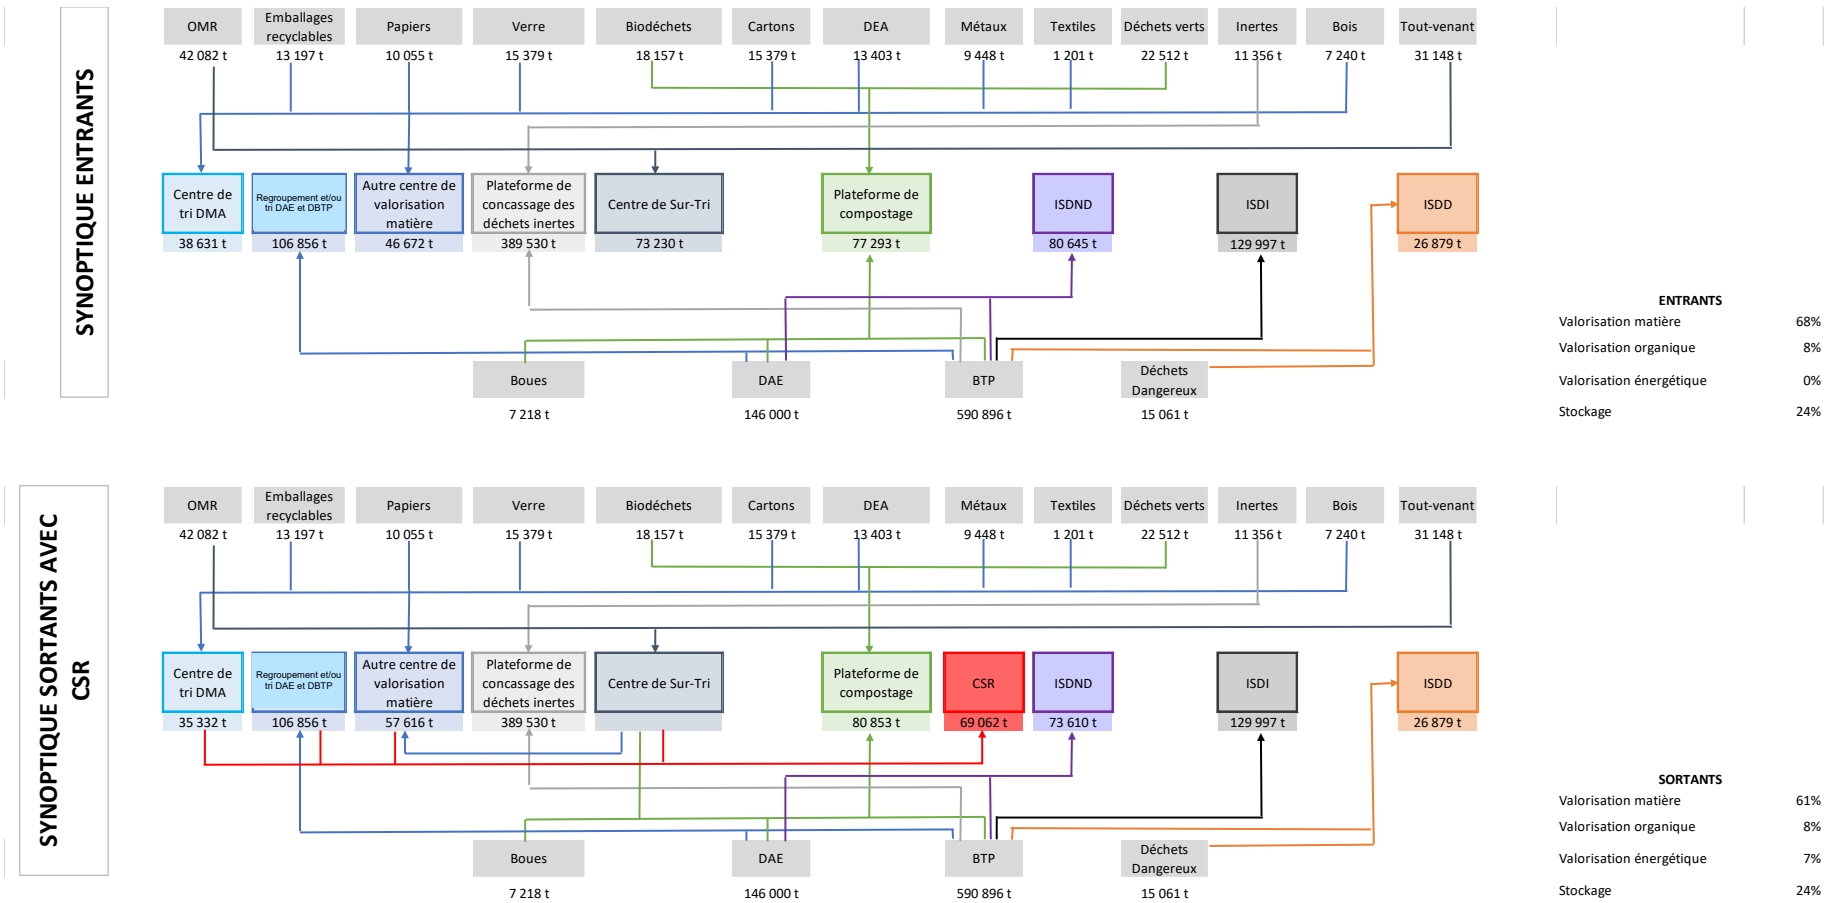 SYNOPTIQUE ENTRANTS
OMR
Emballages
recyclables
Papiers
Verre
Biodéchets
Cartons
DEA
Métaux
Textiles
Déchets verts
Inertes
Bois
Tout-venant
42 082 t
13 197 t
10 055 t
15 379 t
18 157 t
15 379 t
13 403 t
9 448 t
1 201 t
22 512 t
11 356 t
7 240 t
31 148 t
Centre de
tri DMA
Regroupement et/ou
tri DAE et DBTP
Autre centre de
valorisation
matière
Plateforme de
concassage des
déchets inertes
Centre de Sur-Tri
Plateforme de
compostage
ISDND
ISDI
ISDD
38 631 t
106 856 t
46 672 t
389 530 t
73 230 t
77 293 t
80 645 t
129 997 t
26 879 t
Boues
DAE
BTP
Déchets
Dangereux
7 218 t
146 000 t
590 896 t
15 061 t
ENTRANTS
Valorisation matière 68%
Valorisation organique 8%
Valorisation énergétique 0%
Stockage 24%
SYNOPTIQUE SORTANTS AVEC
CSR
OMR
Emballages
recyclables
Papiers
Verre
Biodéchets
Cartons
DEA
Métaux
Textiles
Déchets verts
Inertes
Bois
Tout-venant
42 082 t
13 197 t
10 055 t
15 379 t
18 157 t
15 379 t
13 403 t
9 448 t
1 201 t
22 512 t
11 356 t
7 240 t
31 148 t
Centre de
tri DMA
Regroupement et/ou
tri DAE et DBTP
Autre centre de
valorisation
matière
Plateforme de
concassage des
déchets inertes
Centre de Sur-Tri
Plateforme de
compostage
CSR
ISDND
ISDI
ISDD
35 332 t
106 856 t
57 616 t
389 530 t
80 853 t
69 062 t
73 610 t
129 997 t
26 879 t
Boues
DAE
BTP
Déchets
Dangereux
7 218 t
146 000 t
590 896 t
15 061 t
SORTANTS
Valorisation matière 61%
Valorisation organique 8%
Valorisation énergétique 7%
Stockage 24%